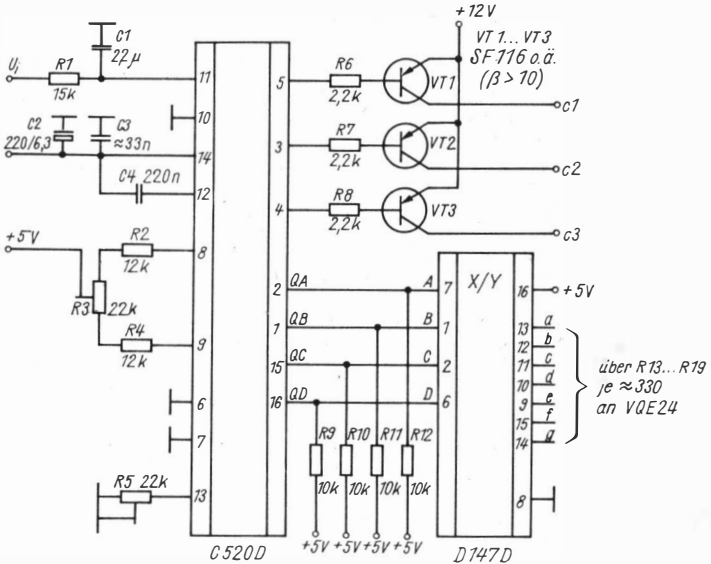 +12V
C1
22µ
Ui
R1
15k
11
10
C2
220/6,3
C3
≈33n
14
C4 220n
12
+5V
R2
12k
8
R3
22k
R4
12k
9
6
7
R5 22k
13
C520D
5
R6
2,2k
VT1
c1
3
R7
2,2k
VT2
c2
4
R8
2,2k
VT3
c3
VT1...VT3
SF116 o.ä.
(β > 10)
2 QA
A 7
1 QB
B 1
15 QC
C 2
16 QD
D 6
R9
R10
R11
R12
10k
10k
10k
10k
+5V +5V +5V +5V
X/Y
16
+5V
13 a
12 b
11 c
10 d
9 e
15 f
14 g
8
über R13...R19
je ≈330
an VQE24
D147D